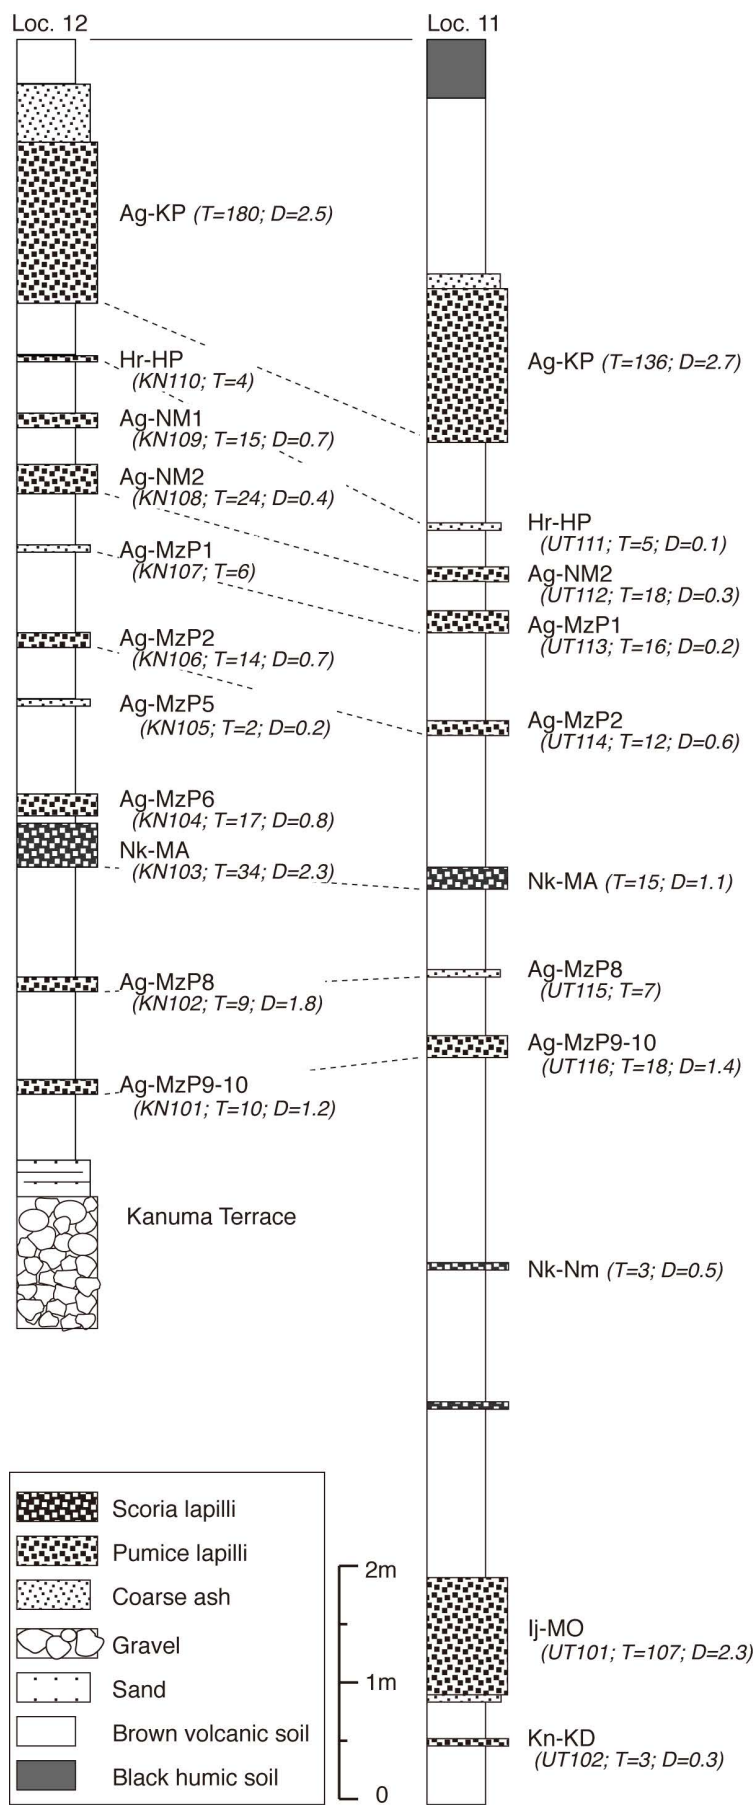 Loc. 12
Ag-KP (T=180; D=2.5)
Hr-HP
(KN110; T=4)
Ag-NM1
(KN109; T=15; D=0.7)
Ag-NM2
(KN108; T=24; D=0.4)
Ag-MzP1
(KN107; T=6)
Ag-MzP2
(KN106; T=14; D=0.7)
Ag-MzP5
(KN105; T=2; D=0.2)
Ag-MzP6
(KN104; T=17; D=0.8)
Nk-MA
(KN103; T=34; D=2.3)
Ag-MzP8
(KN102; T=9; D=1.8)
Ag-MzP9-10
(KN101; T=10; D=1.2)
Kanuma Terrace
Loc. 11
Ag-KP (T=136; D=2.7)
Hr-HP
(UT111; T=5; D=0.1)
Ag-NM2
(UT112; T=18; D=0.3)
Ag-MzP1
(UT113; T=16; D=0.2)
Ag-MzP2
(UT114; T=12; D=0.6)
Nk-MA (T=15; D=1.1)
Ag-MzP8
(UT115; T=7)
Ag-MzP9-10
(UT116; T=18; D=1.4)
Nk-Nm (T=3; D=0.5)
Ij-MO
(UT101; T=107; D=2.3)
Kn-KD
(UT102; T=3; D=0.3)
Scoria lapilli
Pumice lapilli
Coarse ash
Gravel
Sand
Brown volcanic soil
Black humic soil
2m
1m
0